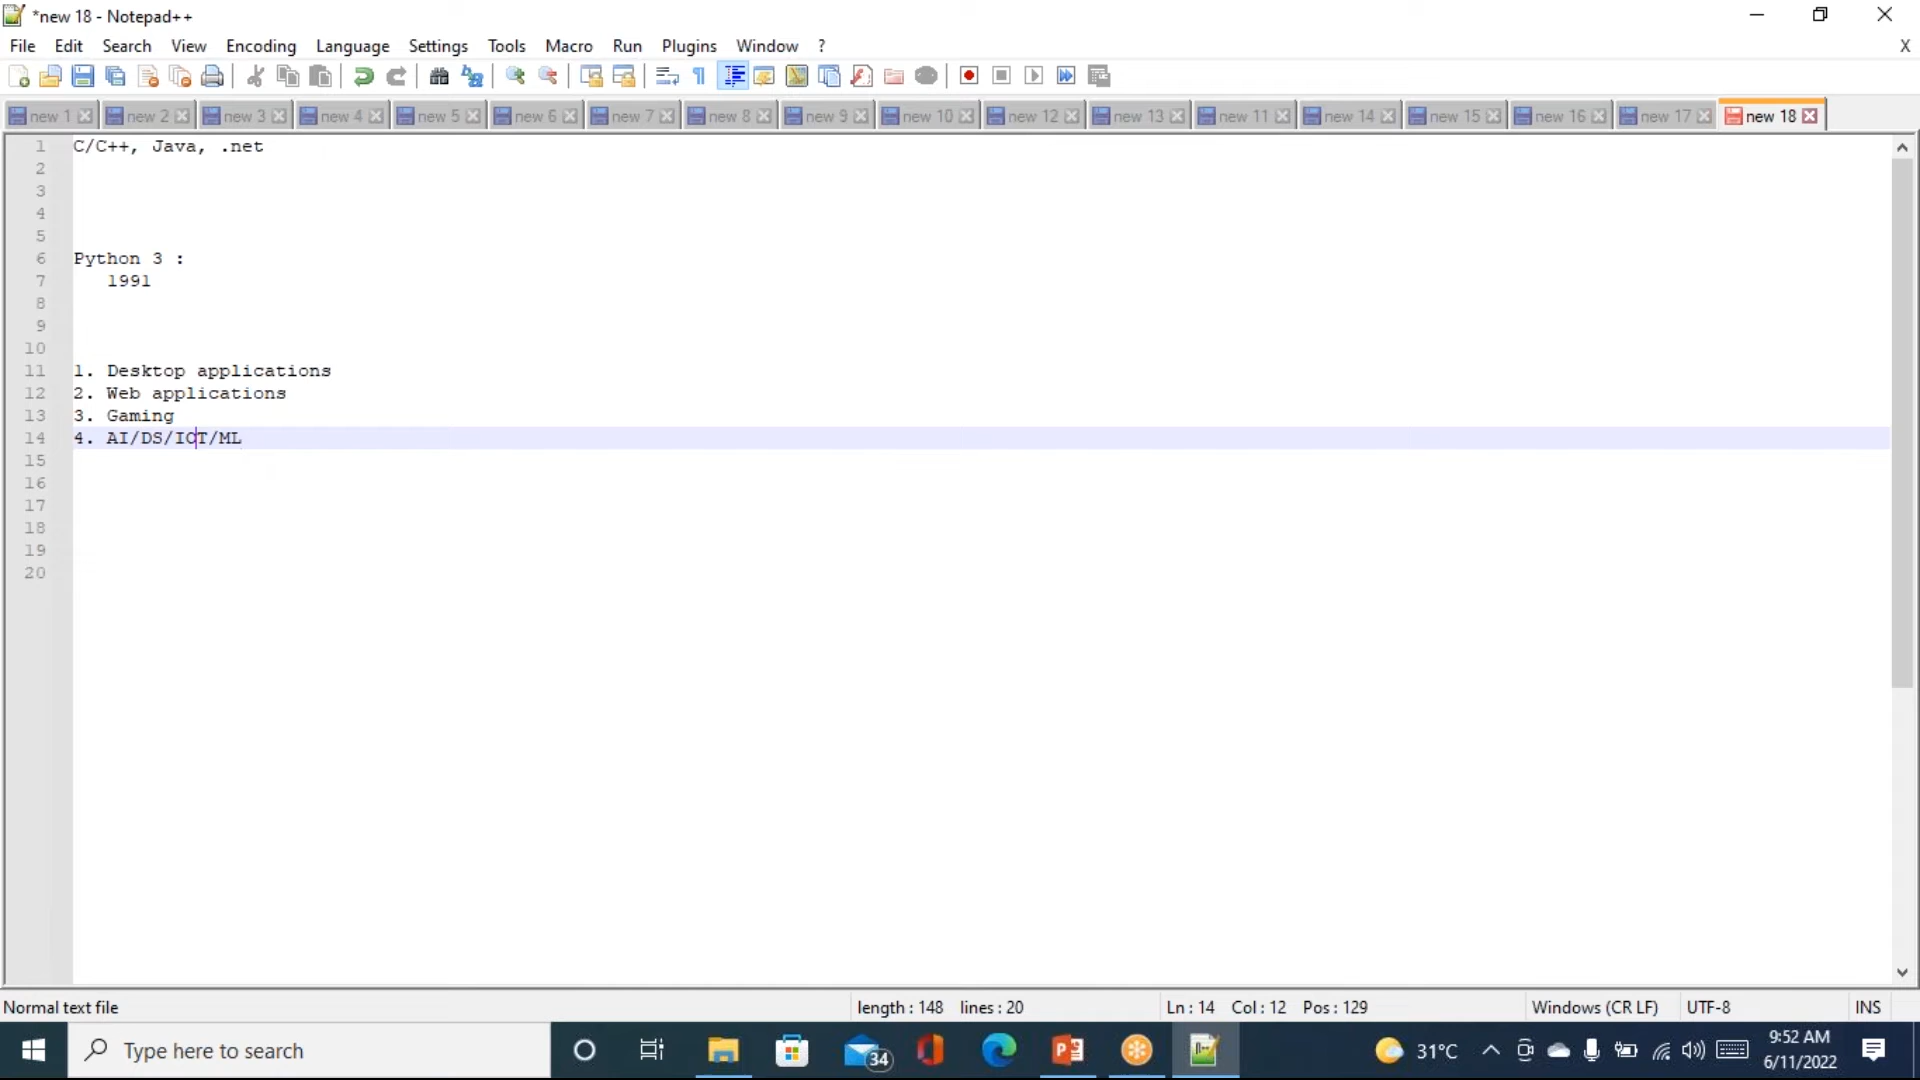 *new 18 - Notepad++
File Edit Search View Encoding Language Settings Tools Macro Run Plugins Window ? X
new 1 new 2 new 3 new 4 new 5 new 6 new 7 new 8 new 9 new 10 new 12 new 13 new 11 new 14 new 15 new 16 new 17 new 18
1 C/C++, Java, .net
2
3
4
5
6 Python 3 :
7 1991
8
9
10
11 1. Desktop applications
12 2. Web applications
13 3. Gaming
14 4. AI/DS/IOT/ML
15
16
17
18
19
20
Normal text file length : 148 lines : 20 Ln : 14 Col : 12 Pos : 129 Windows (CR LF) UTF-8 INS
Type here to search 34 31°C 9:52 AM
6/11/2022